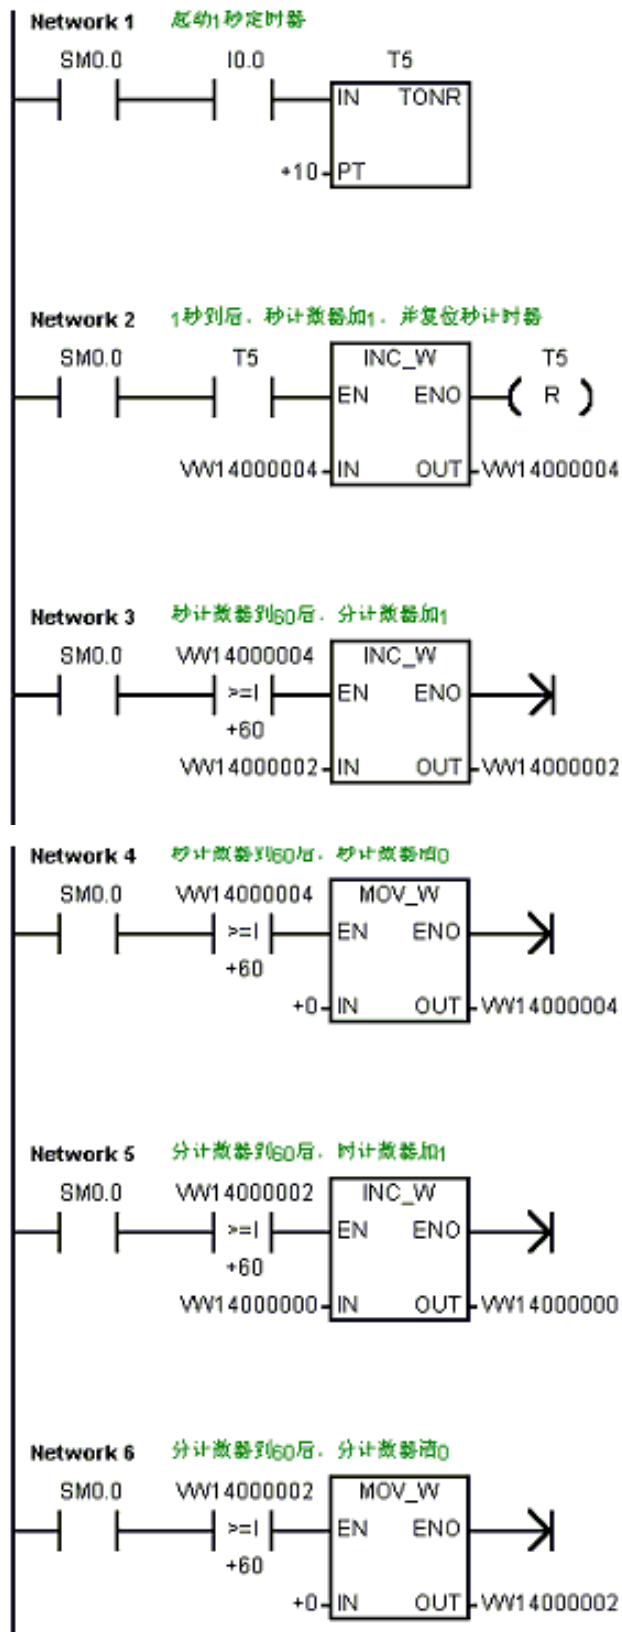 Network 1 起动1秒定时器
SM0.0 I0.0 T5
IN TONR
+10 PT
Network 2 1秒到后,秒计数器加1,并复位秒计时器
SM0.0 T5 INC_W T5
EN ENO R
VW14000004 IN OUT VW14000004
Network 3 秒计数器到60后,分计数器加1
SM0.0 VW14000004 INC_W
>=I EN ENO
+60
VW14000002 IN OUT VW14000002
Network 4 秒计数器到60后,秒计数器清0
SM0.0 VW14000004 MOV_W
>=I EN ENO
+60
+0 IN OUT VW14000004
Network 5 分计数器到60后,时计数器加1
SM0.0 VW14000002 INC_W
>=I EN ENO
+60
VW14000000 IN OUT VW14000000
Network 6 分计数器到60后,分计数器清0
SM0.0 VW14000002 MOV_W
>=I EN ENO
+60
+0 IN OUT VW14000002